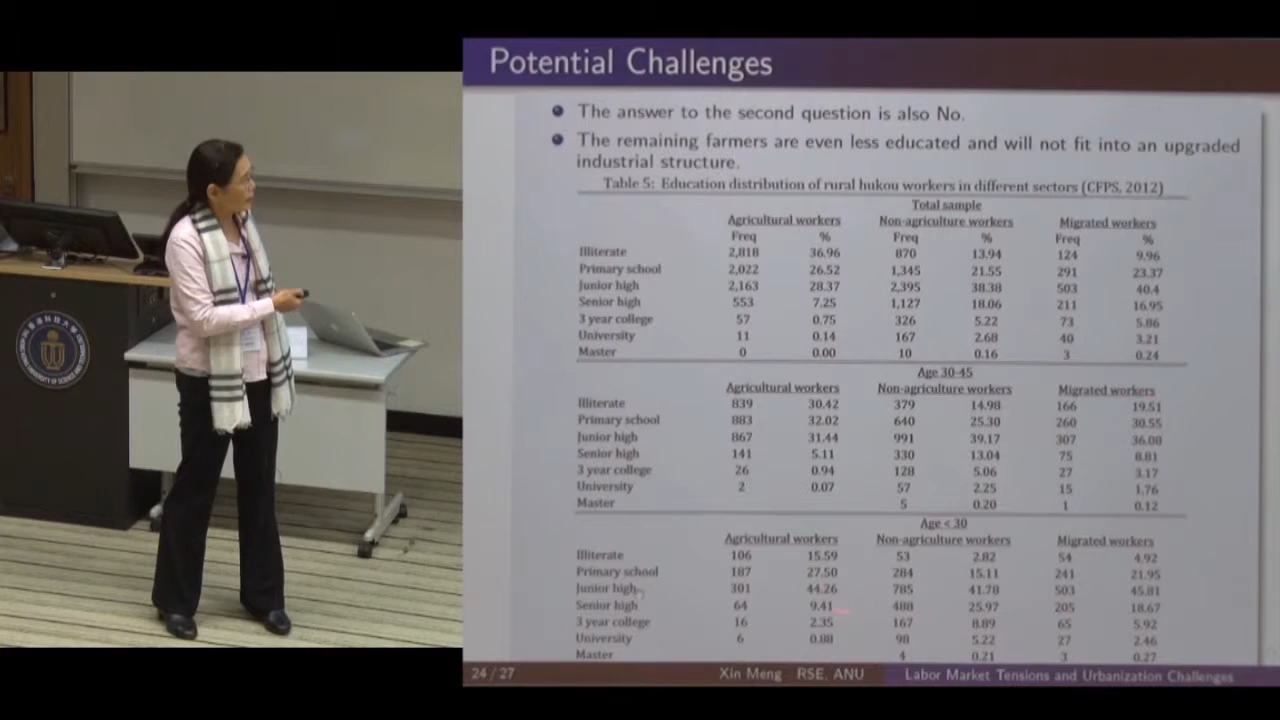 Potential Challenges
The answer to the second question is also No.
The remaining farmers are even less educated and will not fit into an upgraded
industrial structure.
Table 5: Education distribution of rural hukou workers in different sectors (CFPS, 2012)
Total sample
Agricultural workers Non-agriculture workers Migrated workers
Freq % Freq % Freq %
Illiterate 2,818 36.96 870 13.94 124 9.96
Primary school 2,022 26.52 1,345 21.55 291 23.37
Junior high 2,163 28.37 2,395 38.38 503 40.4
Senior high 553 7.25 1,127 18.06 211 16.95
3 year college 57 0.75 326 5.22 73 5.86
University 11 0.14 167 2.68 40 3.21
Master 0 0.00 10 0.16 3 0.24
Age 30-45
Agricultural workers Non-agriculture workers Migrated workers
Illiterate 839 30.42 379 14.98 166 19.51
Primary school 883 32.02 640 25.30 260 30.55
Junior high 867 31.44 991 39.17 307 36.08
Senior high 141 5.11 330 13.04 75 8.81
3 year college 26 0.94 128 5.06 27 3.17
University 2 0.07 57 2.25 15 1.76
Master 5 0.20 1 0.12
Age < 30
Agricultural workers Non-agriculture workers Migrated workers
Illiterate 106 15.59 53 2.82 54 4.92
Primary school 187 27.50 284 15.11 241 21.95
Junior high 301 44.26 785 41.78 503 45.81
Senior high 64 9.41 488 25.97 205 18.67
3 year college 16 2.35 167 8.89 65 5.92
University 6 0.88 98 5.22 27 2.46
Master 4 0.21 3 0.27
24 / 27 Xin Meng RSE, ANU Labor Market Tensions and Urbanization Challenges